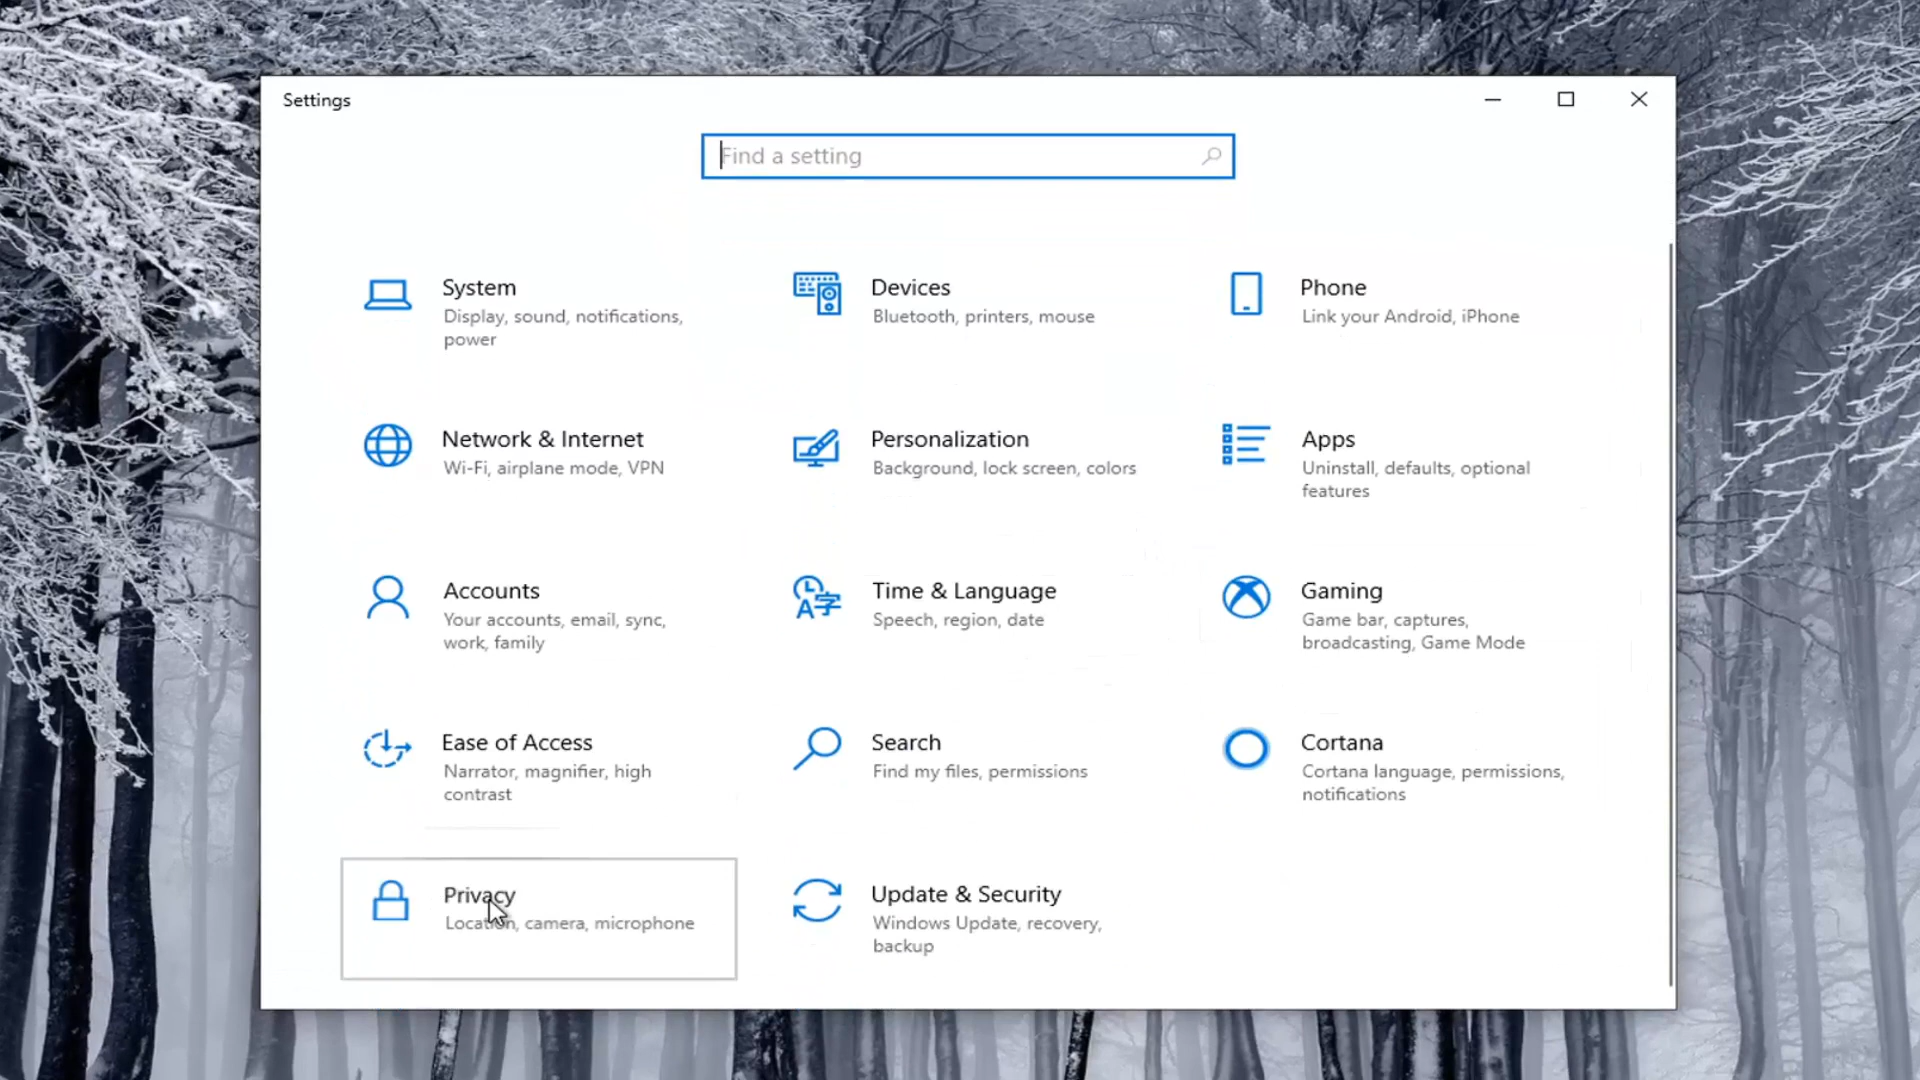 Settings
Find a setting
System
Display, sound, notifications,
power
Devices
Bluetooth, printers, mouse
Phone
Link your Android, iPhone
Network & Internet
Wi-Fi, airplane mode, VPN
Personalization
Background, lock screen, colors
Apps
Uninstall, defaults, optional
features
Accounts
Your accounts, email, sync,
work, family
Time & Language
Speech, region, date
Gaming
Game bar, captures,
broadcasting, Game Mode
Ease of Access
Narrator, magnifier, high
contrast
Search
Find my files, permissions
Cortana
Cortana language, permissions,
notifications
Privacy
Location, camera, microphone
Update & Security
Windows Update, recovery,
backup